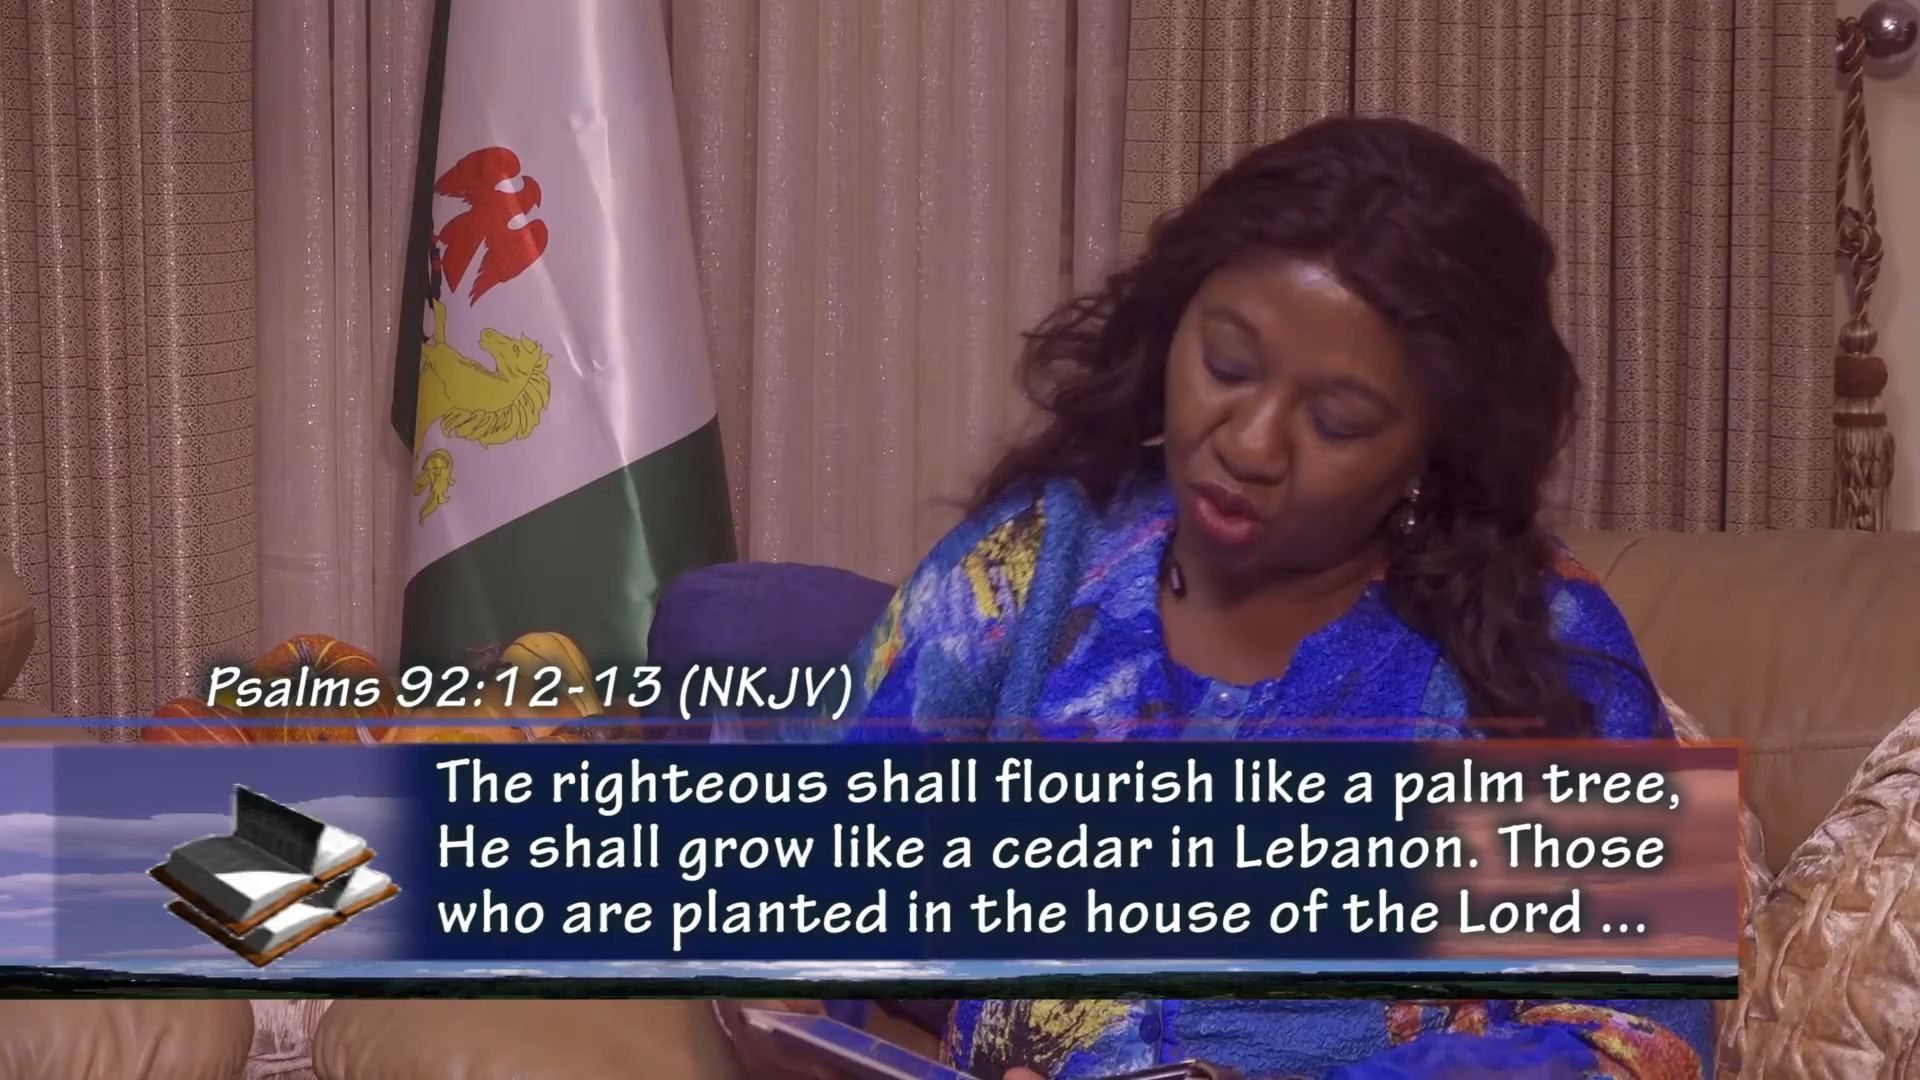 Psalms 92:12-13 (NKJV)
The righteous shall flourish like a palm tree,
He shall grow like a cedar in Lebanon. Those
who are planted in the house of the Lord ...